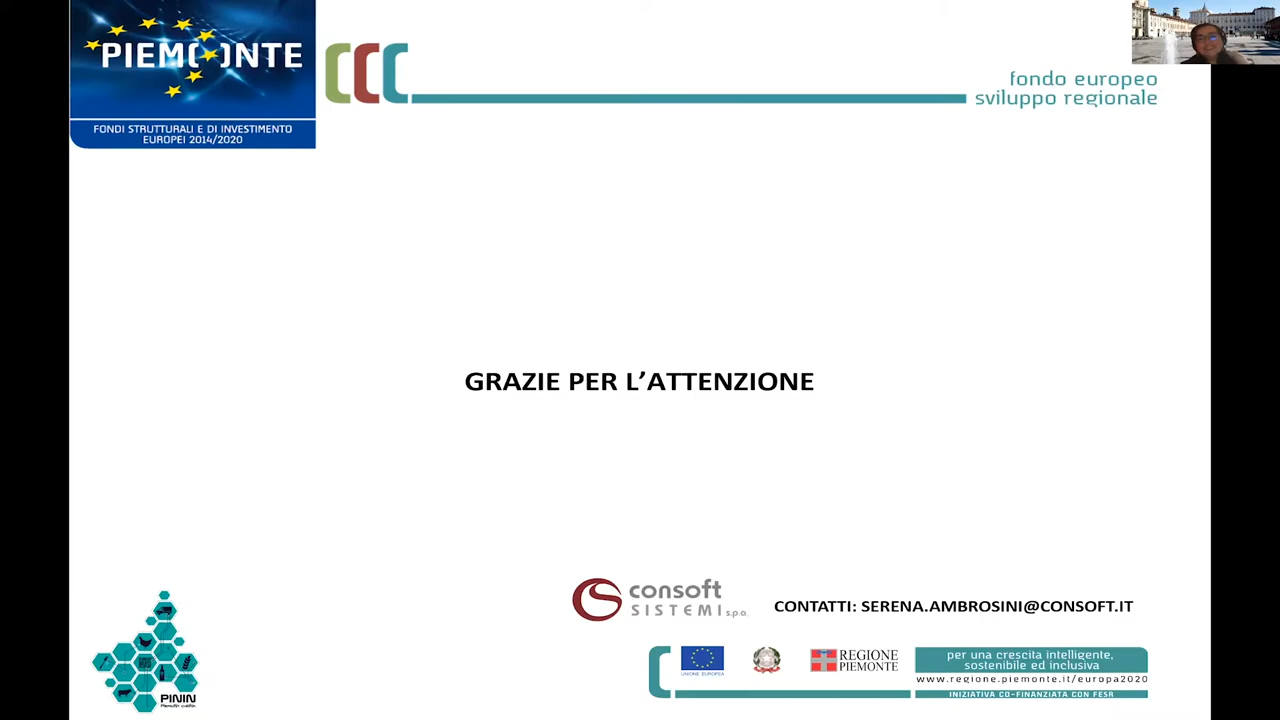 PIEMONTE
FONDI STRUTTURALI E DI INVESTIMENTO
EUROPEI 2014/2020
fondo europeo
sviluppo regionale
GRAZIE PER L'ATTENZIONE
consoft
SISTEMI s.p.a.
CONTATTI: SERENA.AMBROSINI@CONSOFT.IT
UNIONE EUROPEA
REGIONE
PIEMONTE
per una crescita intelligente,
sostenibile ed inclusiva
www.regione.piemonte.it/europa2020
INIZIATIVA CO-FINANZIATA CON FESR
PININ